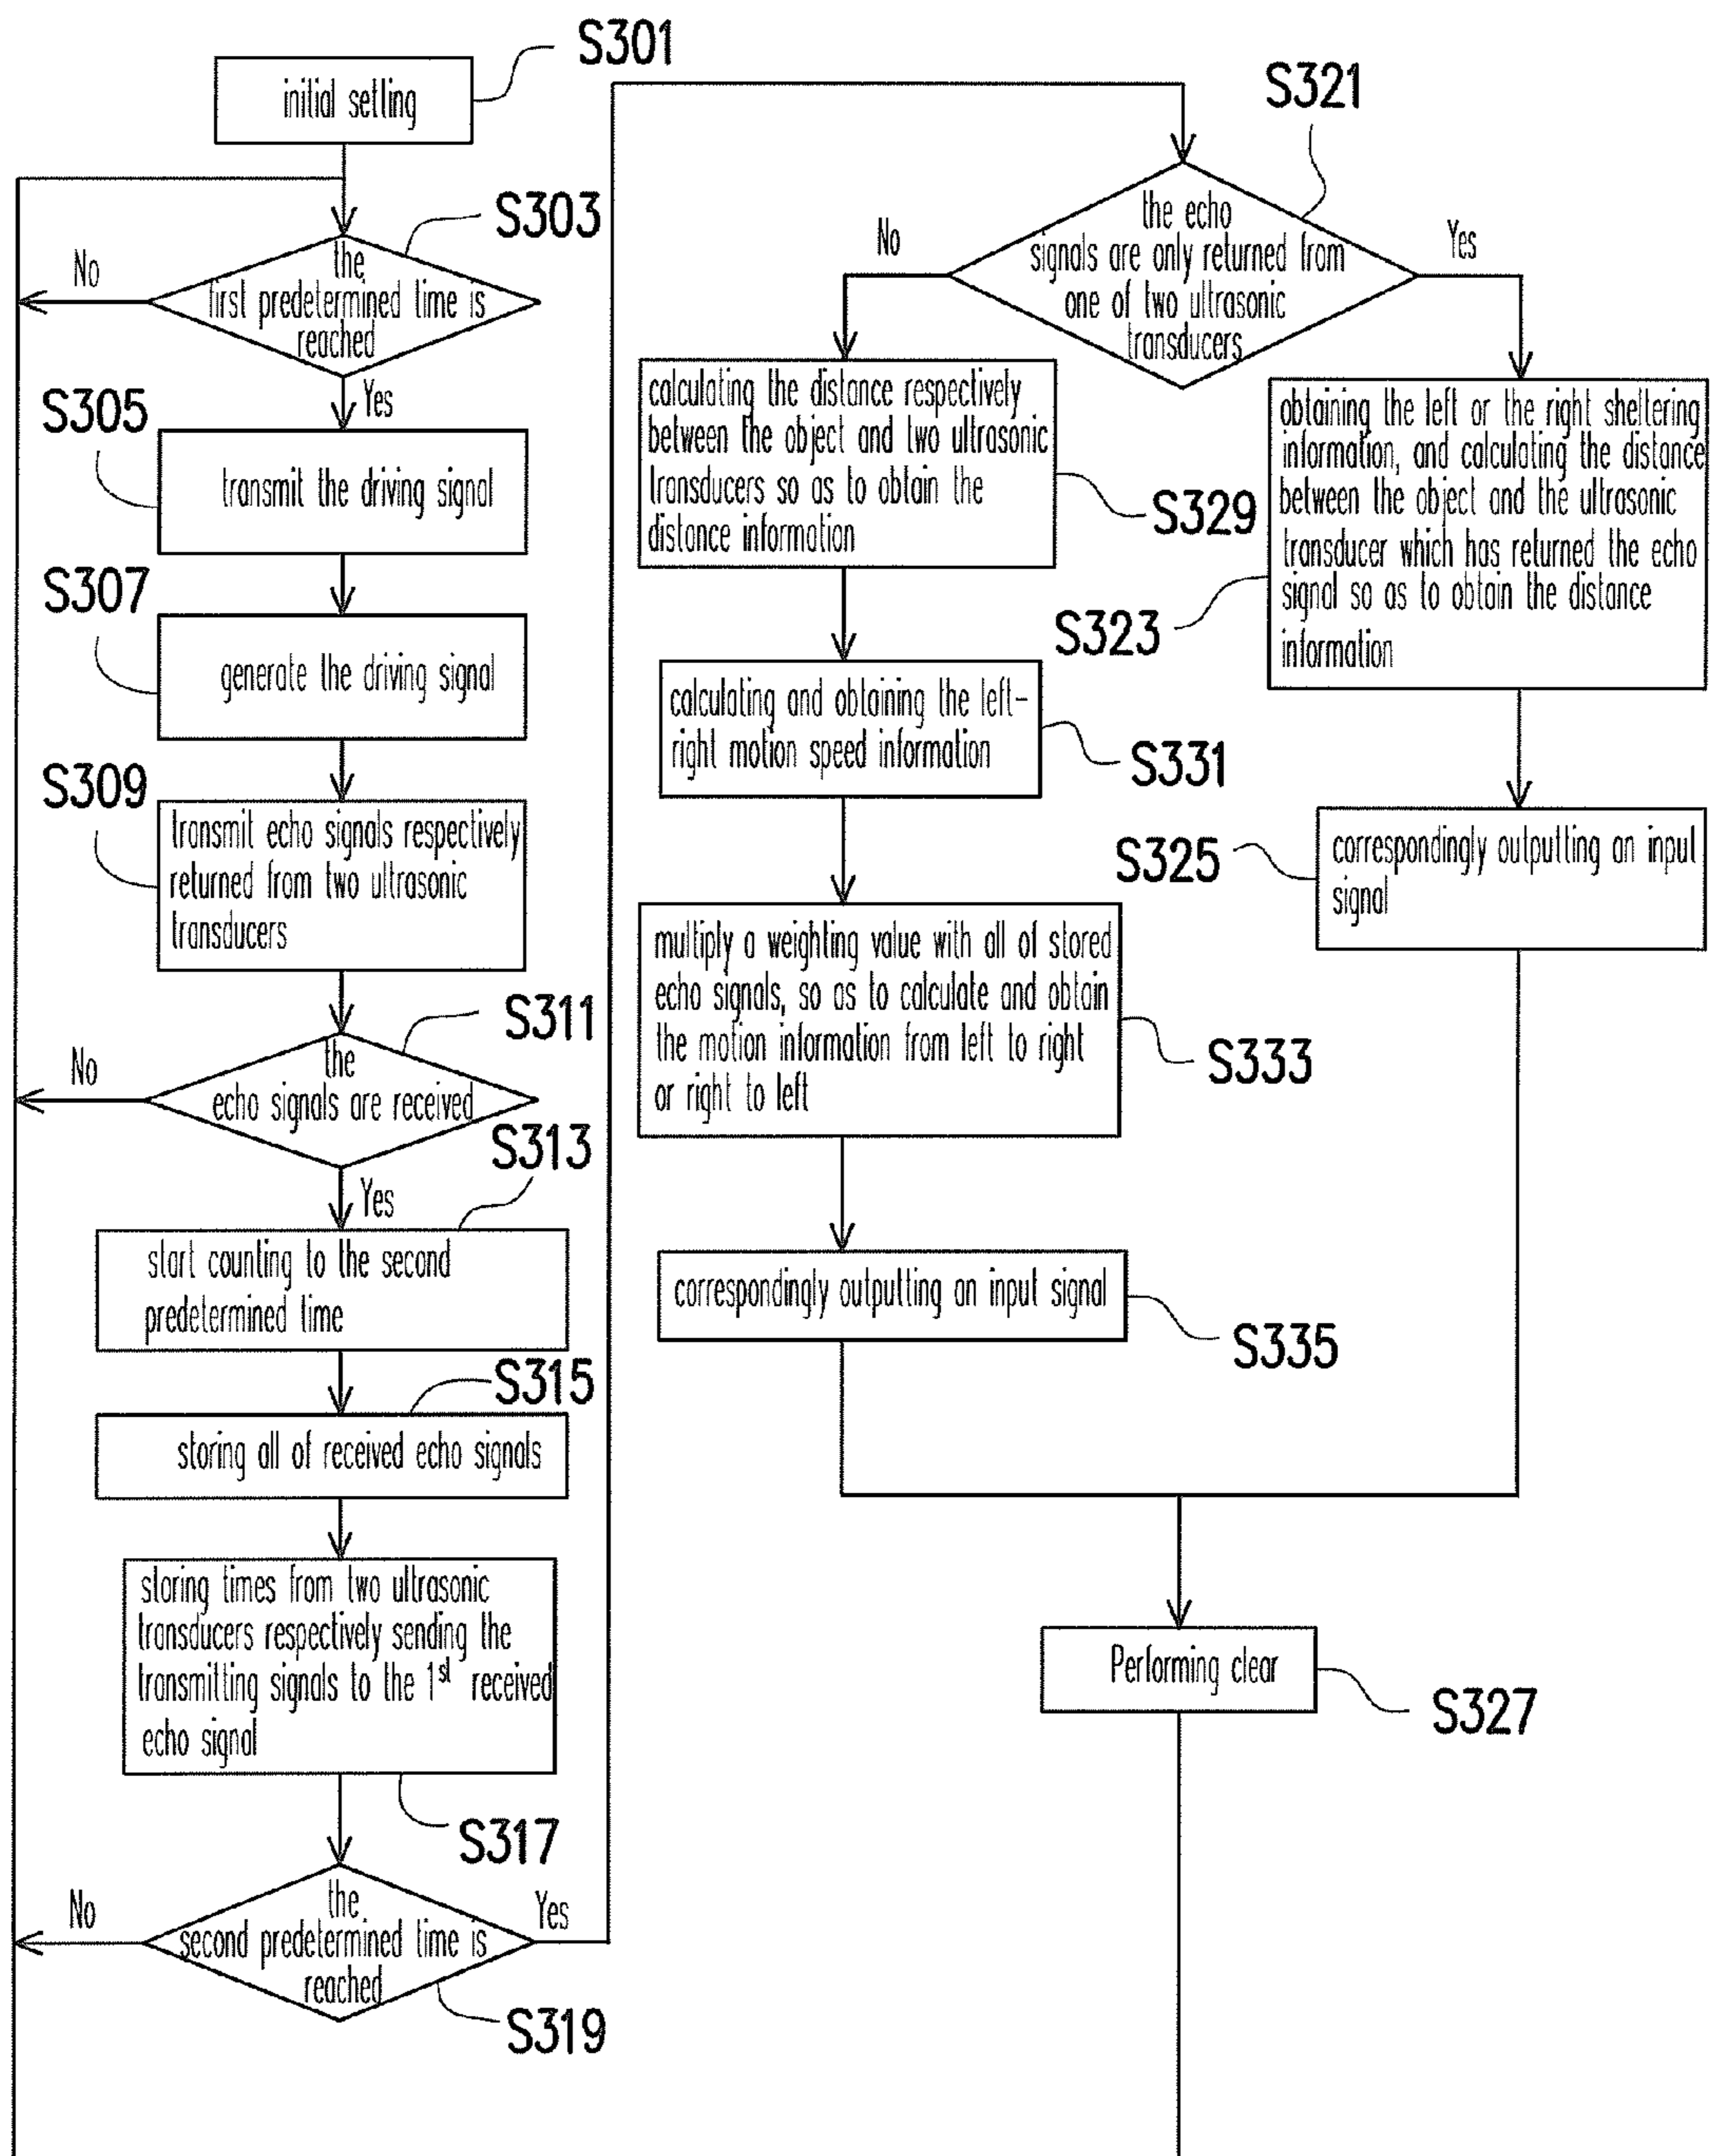 S301
initial setting
S303
the
first predetermined time is
reached
No
Yes
S305
transmit the driving signal
S307
generate the driving signal
S309
transmit echo signals respectively
returned from two ultrasonic
transducers
S311
the
echo signals are received
No
Yes
S313
start counting to the second
predetermined time
S315
storing all of received echo signals
storing times from two ultrasonic
transducers respectively sending the
transmitting signals to the 1st received
echo signal
S317
the
second predetermined time is
reached
No
Yes
S319
S321
the echo
signals are only returned from
one of two ultrasonic
transducers
No
Yes
calculating the distance respectively
between the object and two ultrasonic
transducers so as to obtain the
distance information
S329
calculating and obtaining the left-
right motion speed information
S331
multiply a weighting value with all of stored
echo signals, so as to calculate and obtain
the motion information from left to right
or right to left
S333
correspondingly outputting an input signal
S335
obtaining the left or the right sheltering
information, and calculating the distance
between the object and the ultrasonic
transducer which has returned the echo
signal so as to obtain the distance
information
S323
correspondingly outputting an input
signal
S325
Performing clear
S327